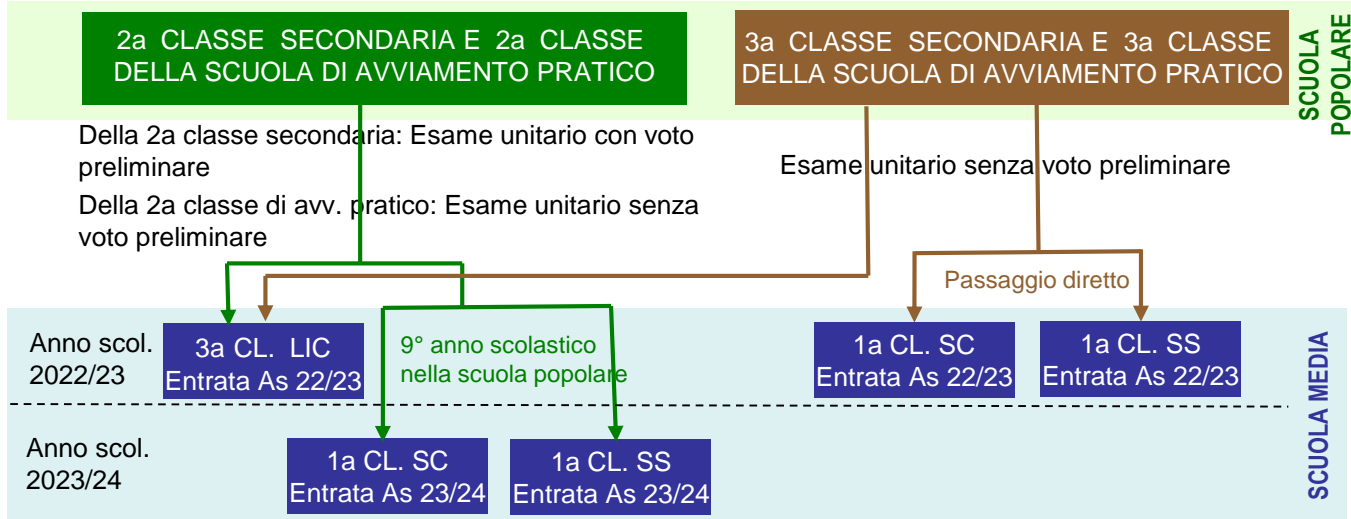 2a CLASSE SECONDARIA E 2a CLASSE
DELLA SCUOLA DI AVVIAMENTO PRATICO
3a CLASSE SECONDARIA E 3a CLASSE
DELLA SCUOLA DI AVVIAMENTO PRATICO
SCUOLA
POPOLARE
Della 2a classe secondaria: Esame unitario con voto
preliminare
Della 2a classe di avv. pratico: Esame unitario senza
voto preliminare
Esame unitario senza voto preliminare
Passaggio diretto
Anno scol.
2022/23
3a CL. LIC
Entrata As 22/23
9° anno scolastico
nella scuola popolare
1a CL. SC
Entrata As 22/23
1a CL. SS
Entrata As 22/23
SCUOLA MEDIA
Anno scol.
2023/24
1a CL. SC
Entrata As 23/24
1a CL. SS
Entrata As 23/24